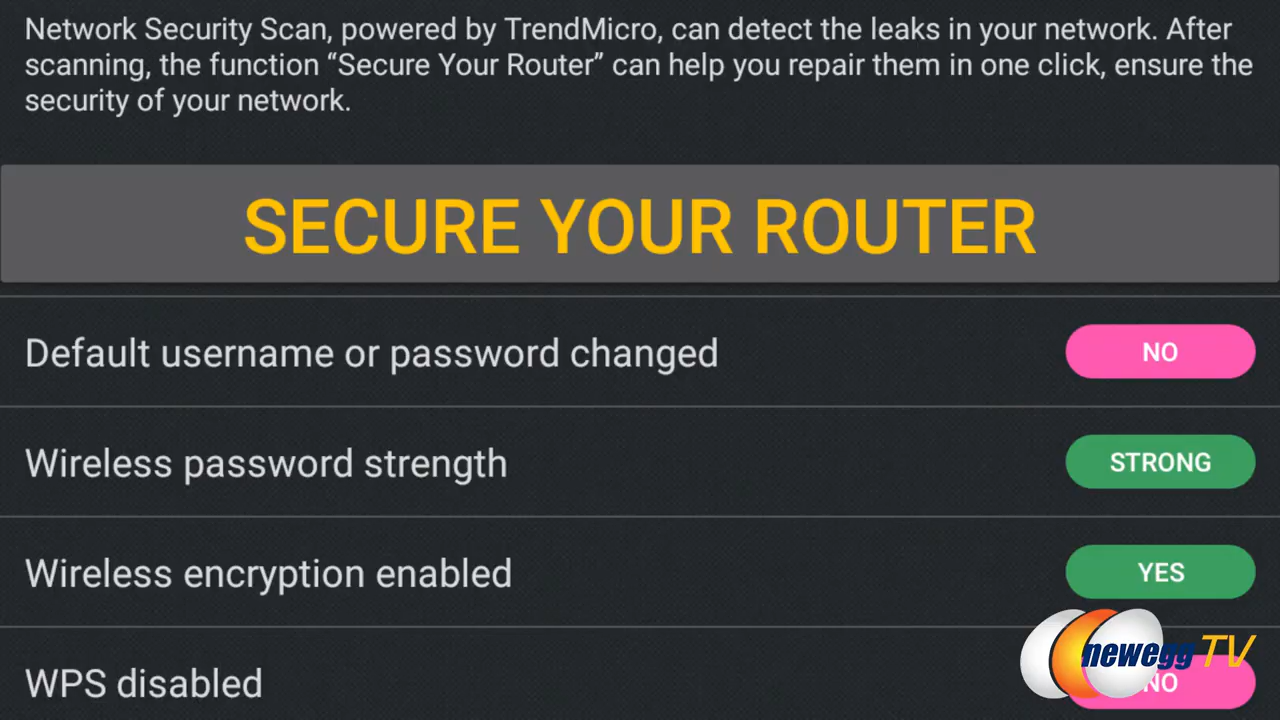 Network Security Scan, powered by TrendMicro, can detect the leaks in your network. After
scanning, the function “Secure Your Router” can help you repair them in one click, ensure the
security of your network.
SECURE YOUR ROUTER
Default username or password changed NO
Wireless password strength STRONG
Wireless encryption enabled YES
newegg TV
WPS disabled NO